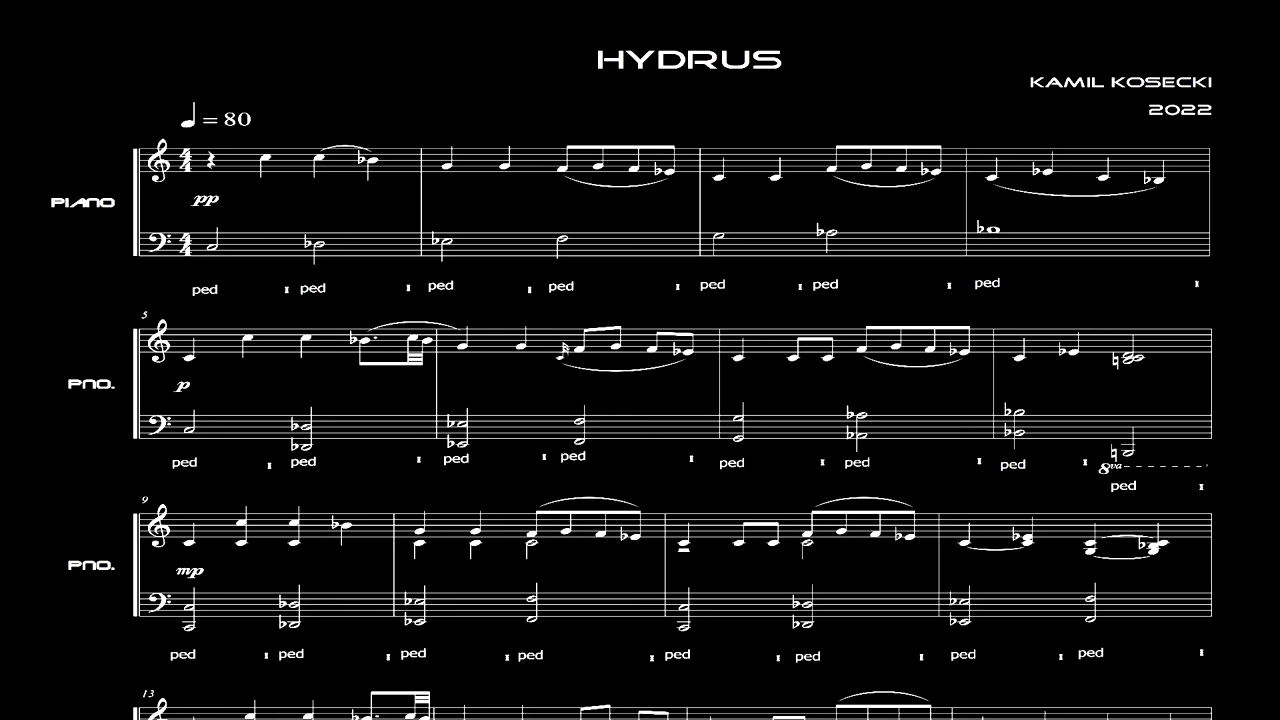 HYDRUS
KAMIL KOSECKI
2022
= 80
PIANO
pp
ped ped ped ped ped ped ped
5
PNO.
p
ped ped ped ped ped ped ped
8va
ped
9
PNO.
mp
ped ped ped ped ped ped ped ped
13